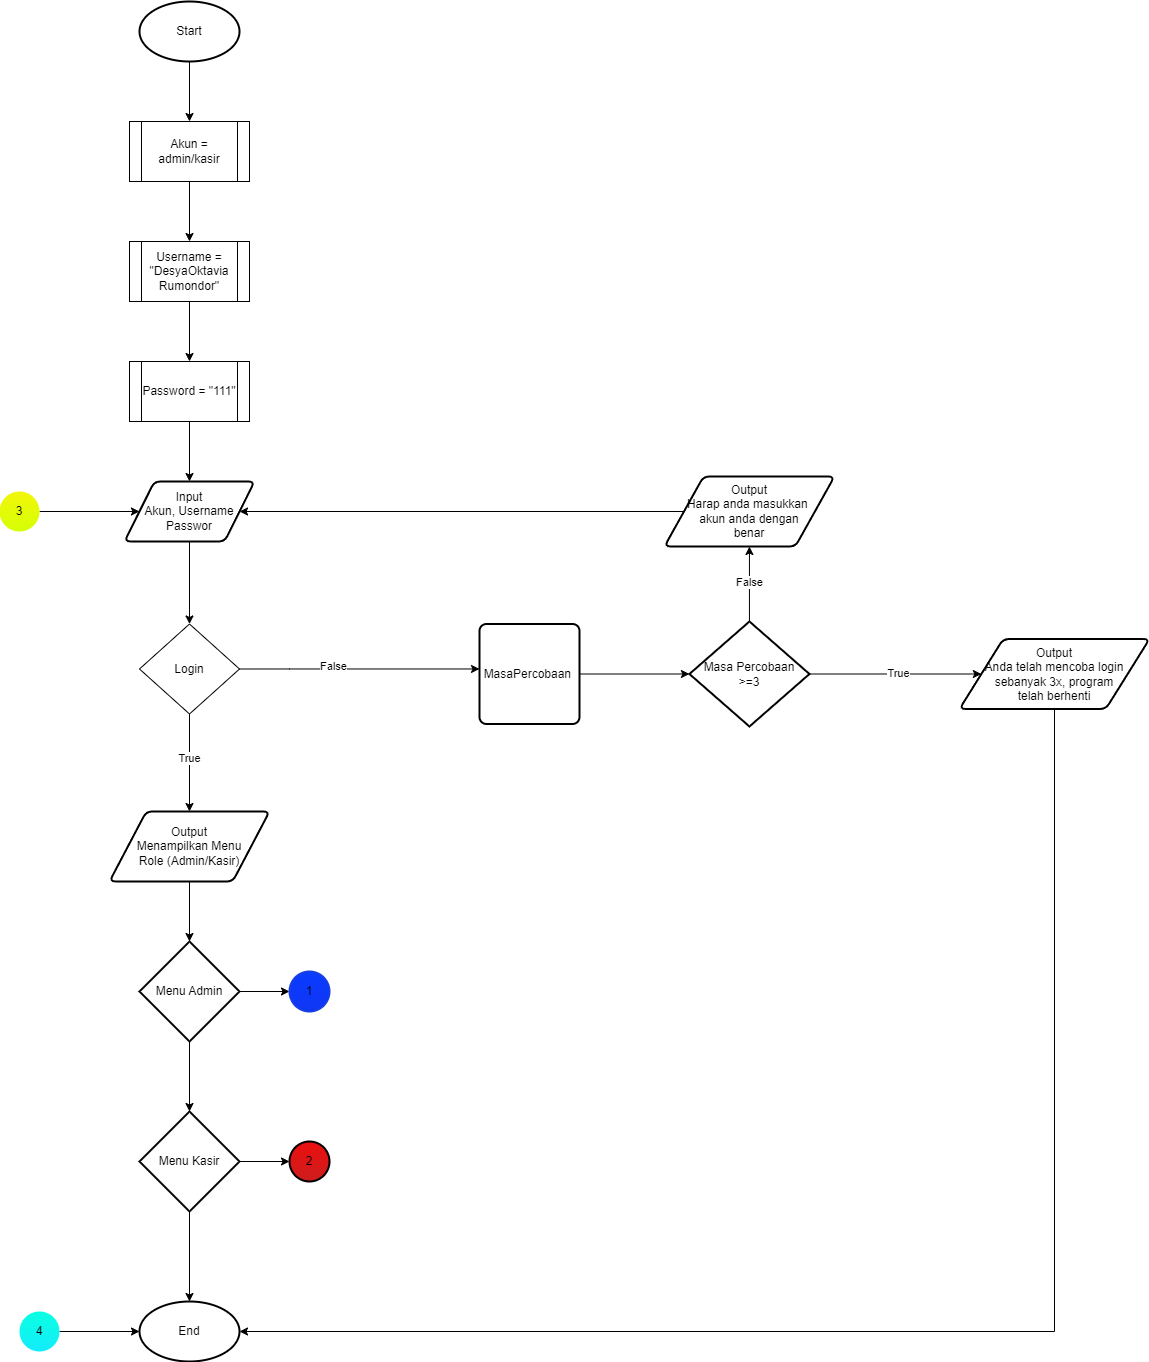 Start
Akun =
admin/kasir
Username =
"DesyaOktavia
Rumondor"
Password = "111"
3
Input
Akun, Username
Passwor
Output
Harap anda masukkan
akun anda dengan
benar
False
Login
False
MasaPercobaan
Masa Percobaan
>=3
True
Output
Anda telah mencoba login
sebanyak 3x, program
telah berhenti
True
Output
Menampilkan Menu
Role (Admin/Kasir)
Menu Admin
1
Menu Kasir
2
4
End